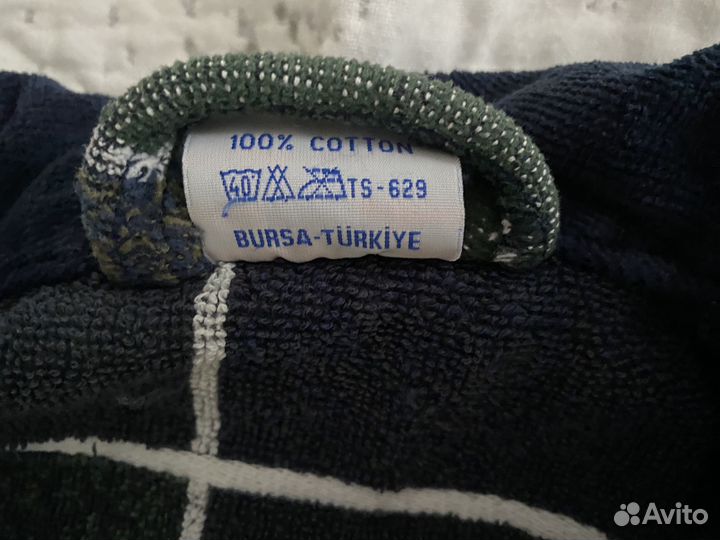 100% COTTON
40 TS-629
BURSA-TÜRKİYE
Avito